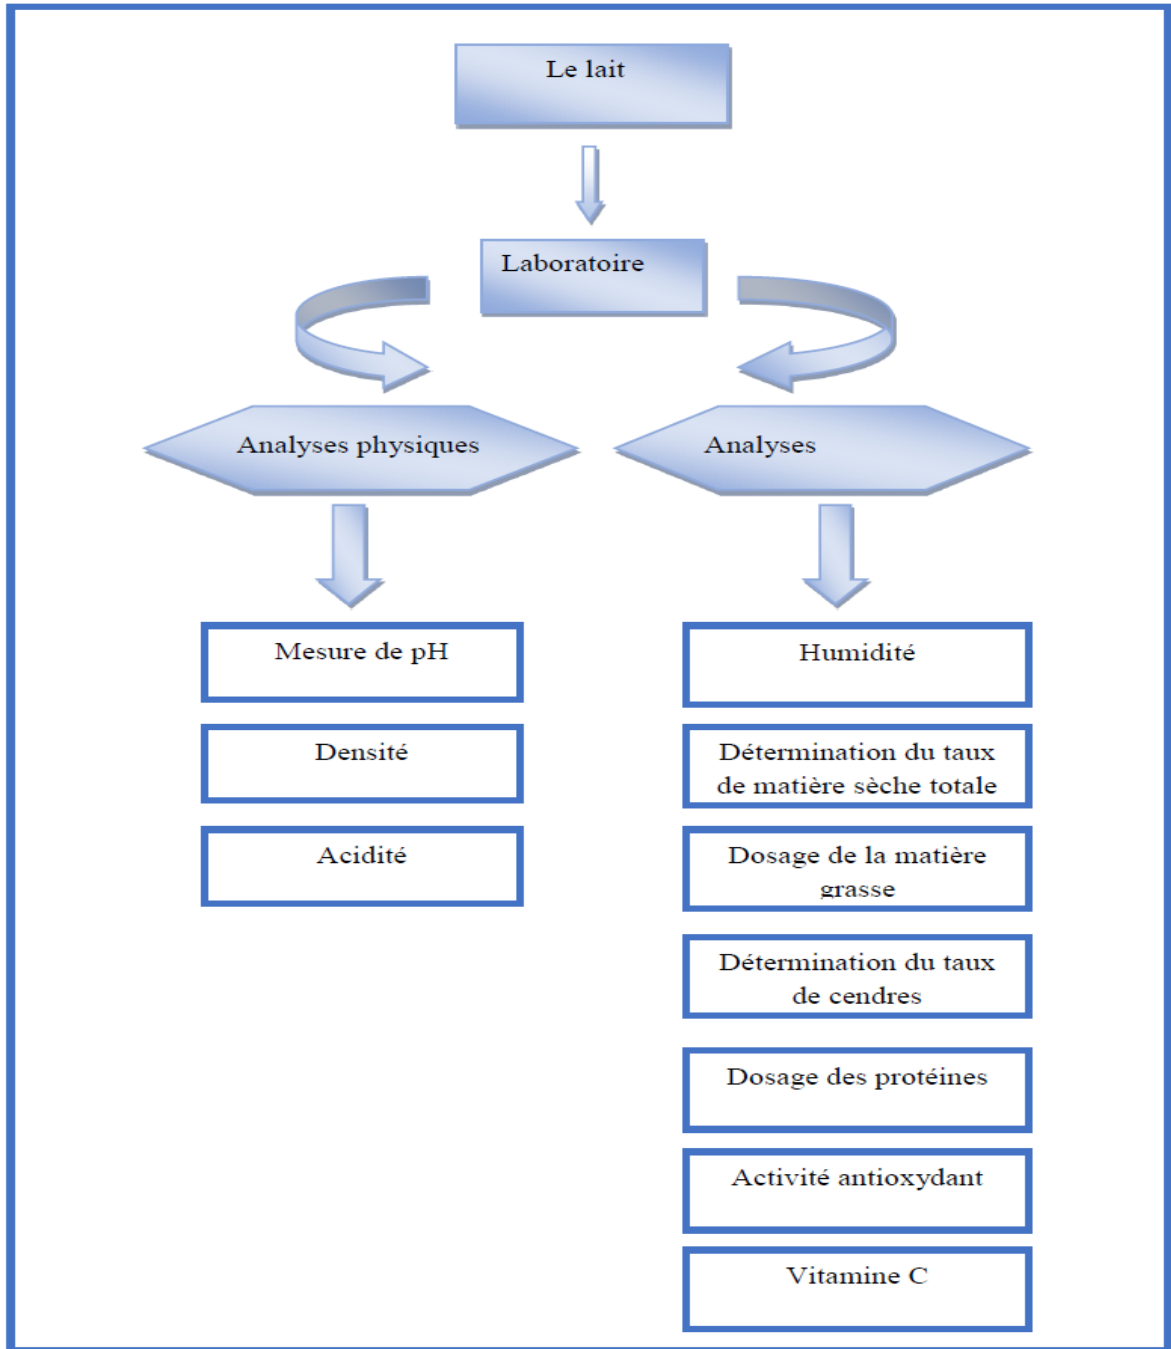 Le lait
Laboratoire
Analyses physiques
Analyses
Mesure de pH
Densité
Acidité
Humidité
Détermination du taux
de matière sèche totale
Dosage de la matière
grasse
Détermination du taux
de cendres
Dosage des protéines
Activité antioxydant
Vitamine C